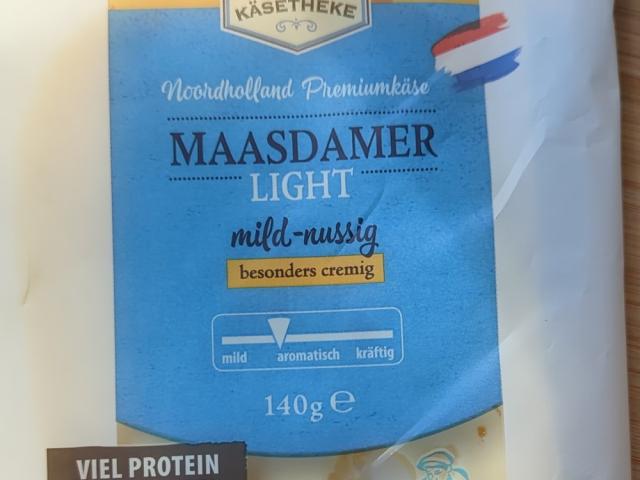 KÄSETHEKE
Noordholland Premiumkäse
MAASDAMER
LIGHT
mild-nussig
besonders cremig
mild aromatisch kräftig
140g e
VIEL PROTEIN